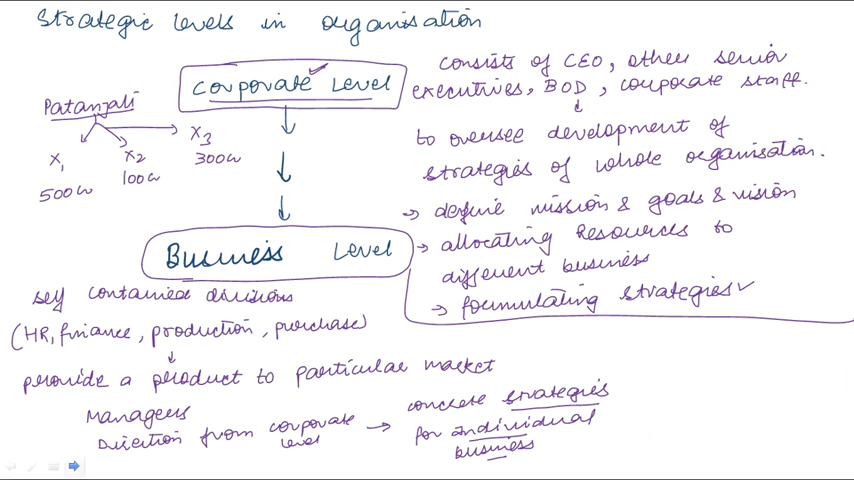 Strategic levels in organisation
Corporate Level
consists of CEO, other senior
executives, BOD, corporate staff.
to oversee development of
strategies of whole organisation.
→ define mission & goals & vision
→ allocating resources to
different business
→ formulating strategies
Patanjali
X1 X2 X3
500cr 100cr 300cr
Business Level
self contained divisions
(HR, finance, production, purchase)
provide a product to particular market
Managers
Direction from corporate level → concrete strategies
for individual
business